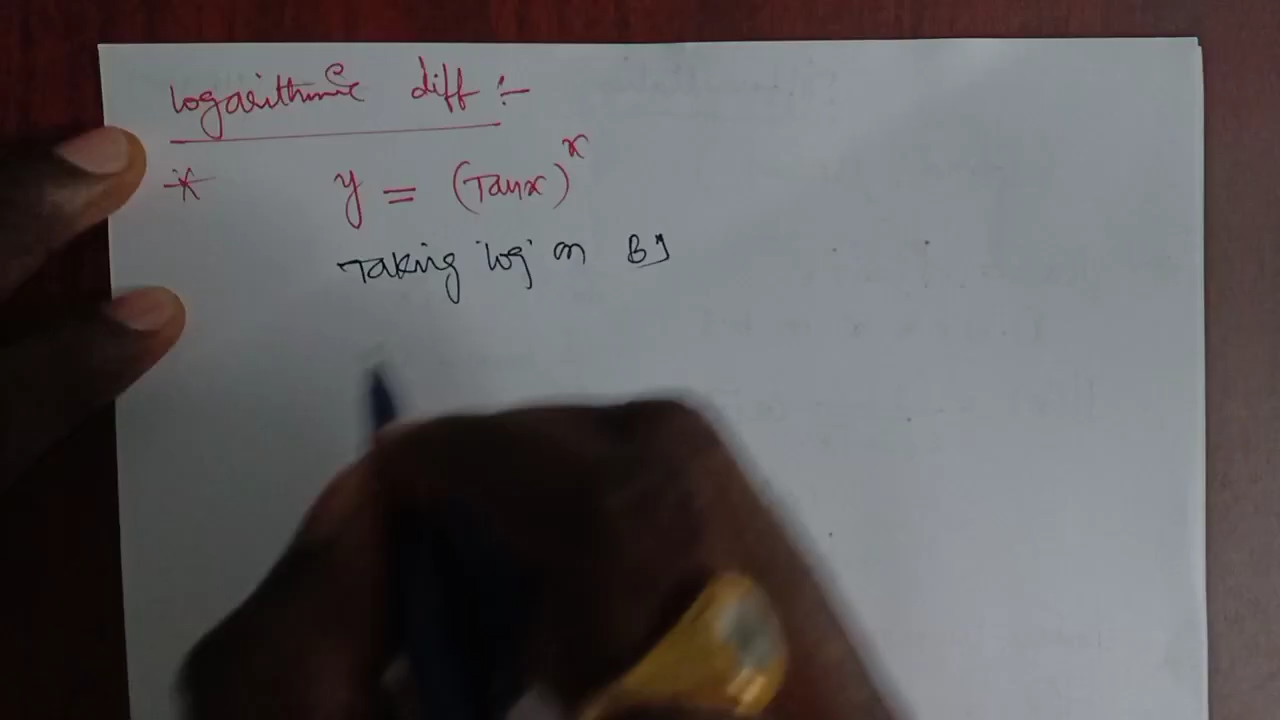 logarithmic diff :-
* y = (Tanx)^x
Taking 'log' on BS